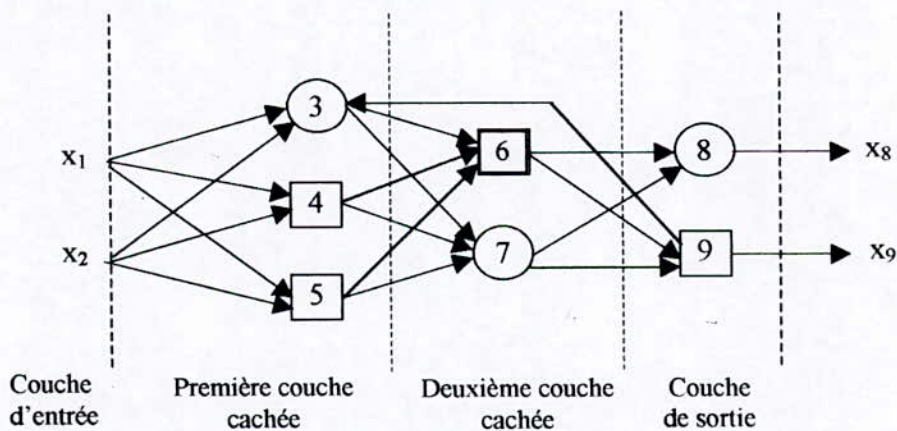 3
x₁
6
8
x₈
4
x₂
7
9
x₉
5
Couche
d'entrée
Première couche
cachée
Deuxième couche
cachée
Couche
de sortie